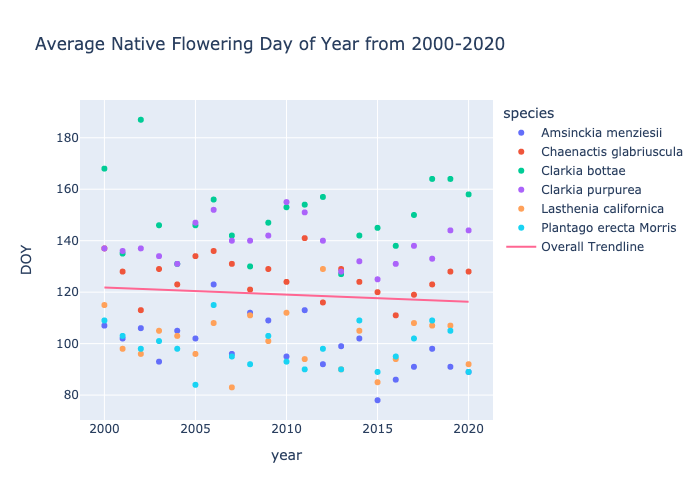 Average Native Flowering Day of Year from 2000-2020
species
Amsinckia menziesii
Chaenactis glabriuscula
Clarkia bottae
Clarkia purpurea
Lasthenia californica
Plantago erecta Morris
Overall Trendline
DOY
180
160
140
120
100
80
2000 2005 2010 2015 2020
year